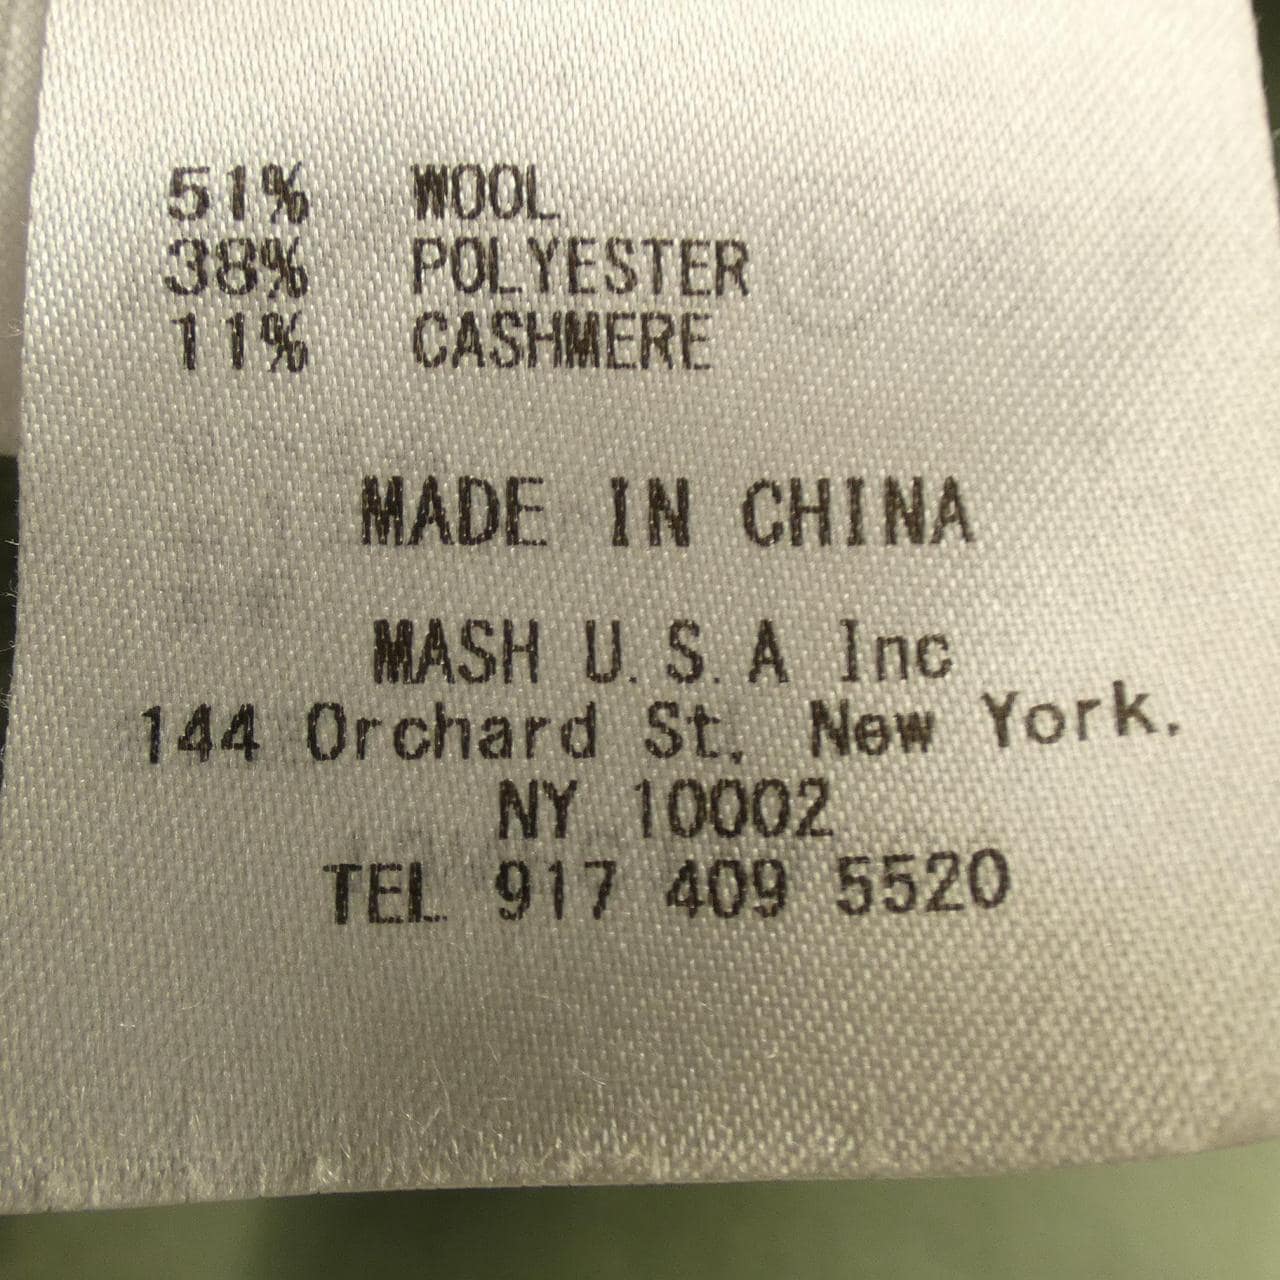 51% WOOL
38% POLYESTER
11% CASHMERE
MADE IN CHINA
MASH U.S.A Inc
144 Orchard St, New York.
NY 10002
TEL 917 409 5520